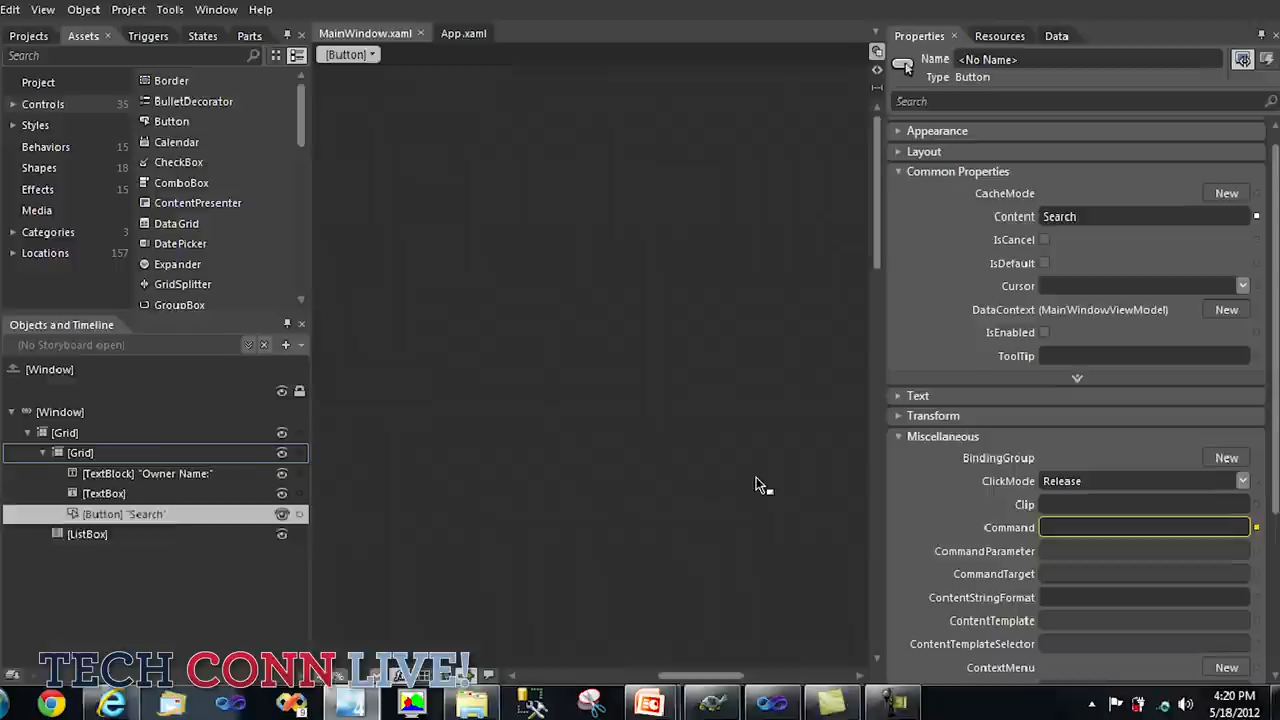 Edit View Object Project Tools Window Help
Projects Assets × Triggers States Parts
Search
Project
Controls 35
Styles
Behaviors 15
Shapes 18
Effects 15
Media
Categories 3
Locations 157
Border
BulletDecorator
Button
Calendar
CheckBox
ComboBox
ContentPresenter
DataGrid
DatePicker
Expander
GridSplitter
GroupBox
Objects and Timeline
(No Storyboard open)
[Window]
[Window]
[Grid]
[Grid]
[TextBlock] "Owner Name:"
[TextBox]
[Button] "Search"
[ListBox]
MainWindow.xaml × App.xaml
[Button]
Properties × Resources Data
Name <No Name>
Type Button
Search
Appearance
Layout
Common Properties
CacheMode New
Content Search
IsCancel
IsDefault
Cursor
DataContext (MainWindowViewModel) New
IsEnabled
ToolTip
Text
Transform
Miscellaneous
BindingGroup New
ClickMode Release
Clip
Command
CommandParameter
CommandTarget
ContentStringFormat
ContentTemplate
ContentTemplateSelector
ContextMenu New
TECH CONN LIVE!
4:20 PM
5/18/2012